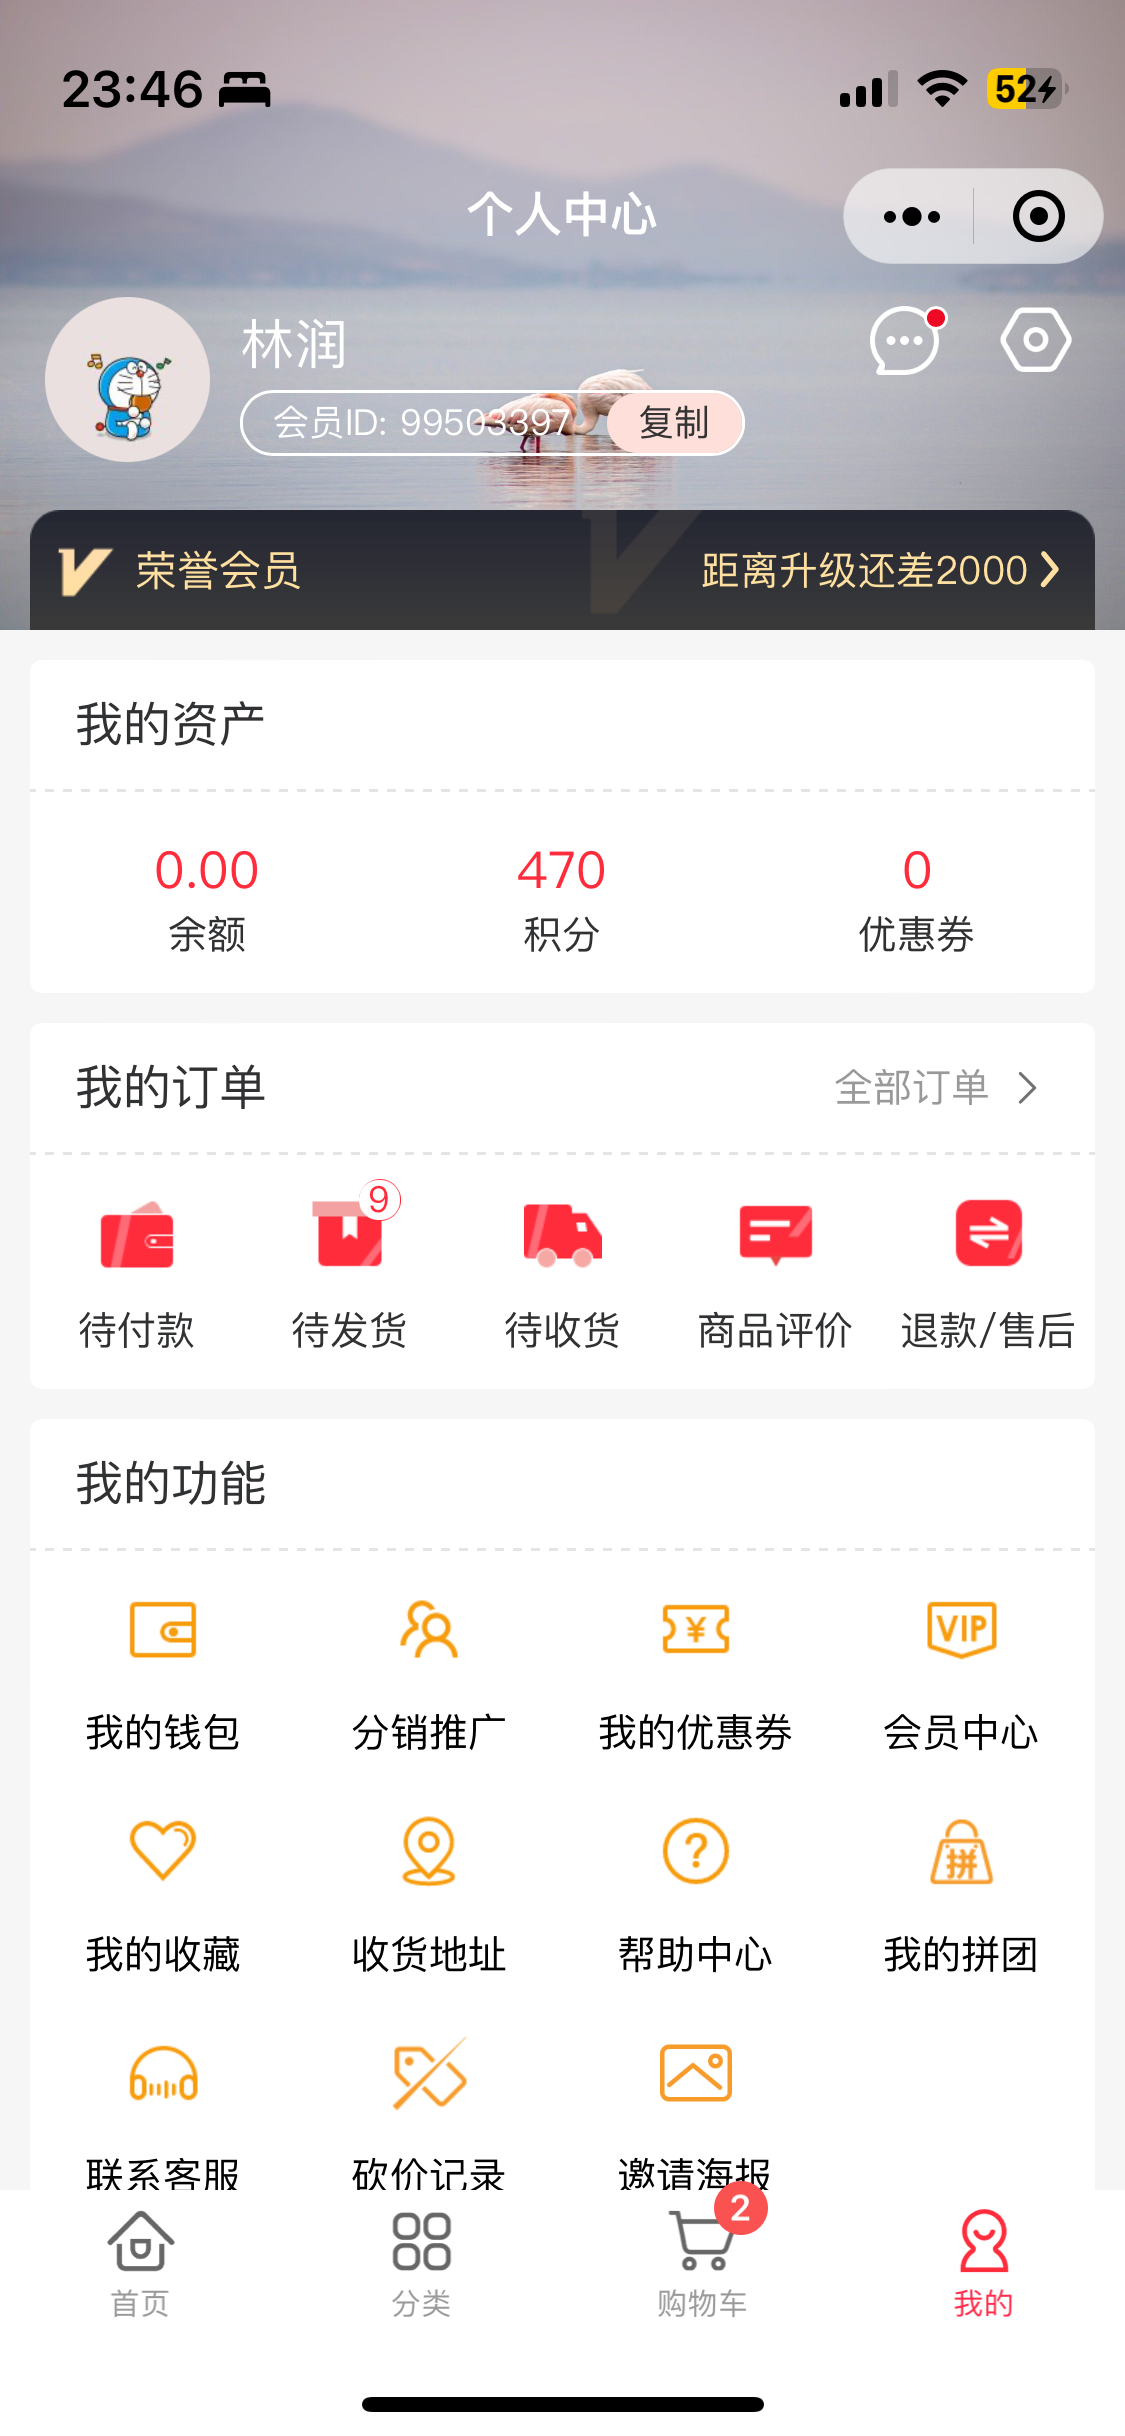 23:46
52
个人中心
林润
会员ID: 99503397
复制
荣誉会员
距离升级还差2000
我的资产
0.00
470
0
余额
积分
优惠券
我的订单
全部订单
9
待付款
待发货
待收货
商品评价
退款/售后
我的功能
¥
VIP
我的钱包
分销推广
我的优惠券
会员中心
?
拼
我的收藏
收货地址
帮助中心
我的拼团
联系客服
砍价记录
邀请海报
2
首页
分类
购物车
我的